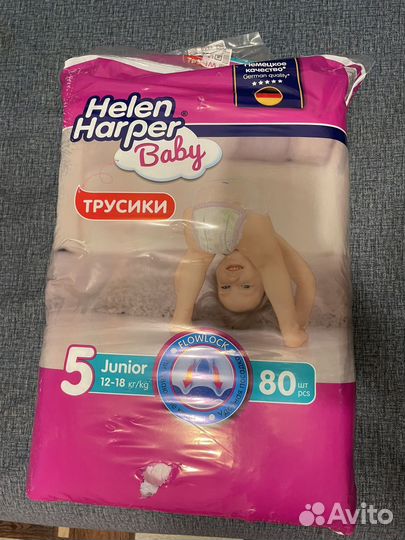 Немецкое
качество*
German quality*
Helen
Harper
Baby
ТРУСИКИ
FLOWLOCK
5 Junior
12-18 кг/kg
80 шт
pcs
Avito